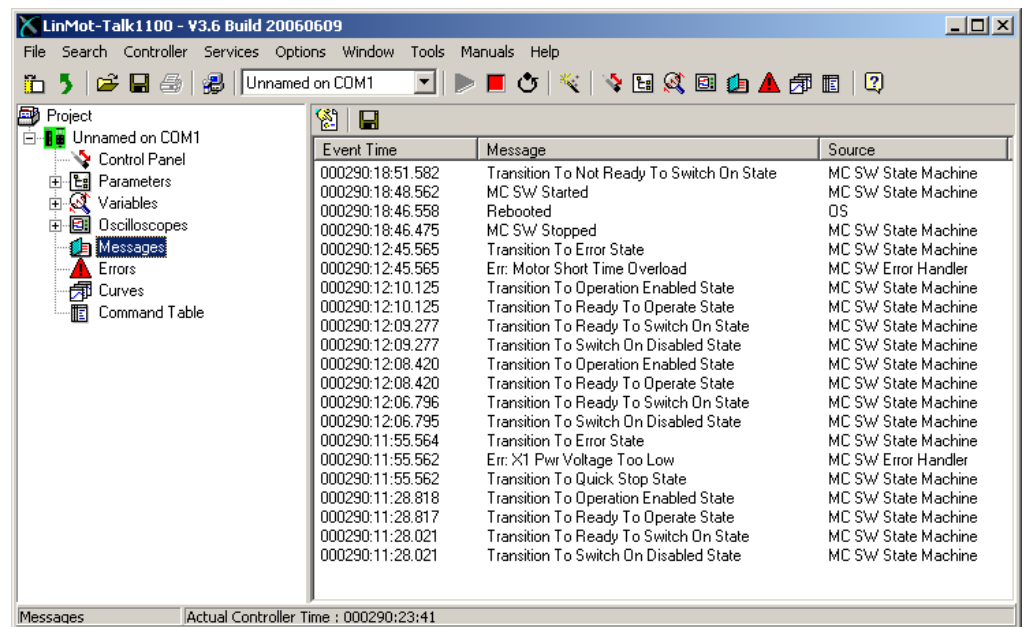 LinMot-Talk1100 - V3.6 Build 20060609
File Search Controller Services Options Window Tools Manuals Help
Unnamed on COM1
Project
Unnamed on COM1
Control Panel
Parameters
Variables
Oscilloscopes
Messages
Errors
Curves
Command Table
Event Time Message Source
000290:18:51.582 Transition To Not Ready To Switch On State MC SW State Machine
000290:18:48.562 MC SW Started MC SW State Machine
000290:18:46.558 Rebooted OS
000290:18:46.475 MC SW Stopped MC SW State Machine
000290:12:45.565 Transition To Error State MC SW State Machine
000290:12:45.565 Err: Motor Short Time Overload MC SW Error Handler
000290:12:10.125 Transition To Operation Enabled State MC SW State Machine
000290:12:10.125 Transition To Ready To Operate State MC SW State Machine
000290:12:09.277 Transition To Ready To Switch On State MC SW State Machine
000290:12:09.277 Transition To Switch On Disabled State MC SW State Machine
000290:12:08.420 Transition To Operation Enabled State MC SW State Machine
000290:12:08.420 Transition To Ready To Operate State MC SW State Machine
000290:12:06.796 Transition To Ready To Switch On State MC SW State Machine
000290:12:06.795 Transition To Switch On Disabled State MC SW State Machine
000290:11:55.564 Transition To Error State MC SW State Machine
000290:11:55.562 Err: X1 Pwr Voltage Too Low MC SW Error Handler
000290:11:55.562 Transition To Quick Stop State MC SW State Machine
000290:11:28.818 Transition To Operation Enabled State MC SW State Machine
000290:11:28.817 Transition To Ready To Operate State MC SW State Machine
000290:11:28.021 Transition To Ready To Switch On State MC SW State Machine
000290:11:28.021 Transition To Switch On Disabled State MC SW State Machine
Messages Actual Controller Time : 000290:23:41